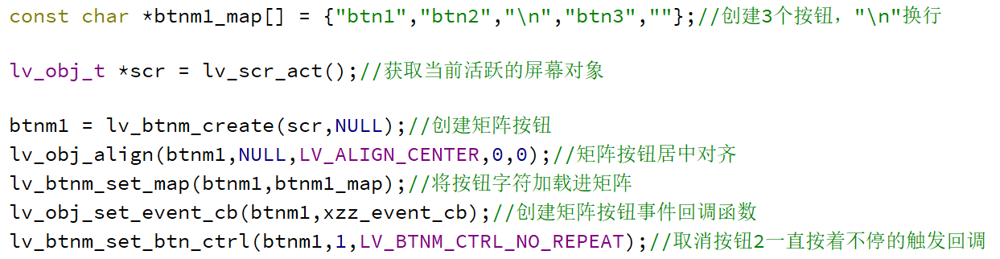 const char *btnm1_map[] = {"btn1","btn2","\n","btn3",""};//创建3个按钮，"\n"换行
lv_obj_t *scr = lv_scr_act();//获取当前活跃的屏幕对象
btnm1 = lv_btnm_create(scr,NULL);//创建矩阵按钮
lv_obj_align(btnm1,NULL,LV_ALIGN_CENTER,0,0);//矩阵按钮居中对齐
lv_btnm_set_map(btnm1,btnm1_map);//将按钮字符加载进矩阵
lv_obj_set_event_cb(btnm1,xzz_event_cb);//创建矩阵按钮事件回调函数
lv_btnm_set_btn_ctrl(btnm1,1,LV_BTNM_CTRL_NO_REPEAT);//取消按钮2一直按着不停的触发回调